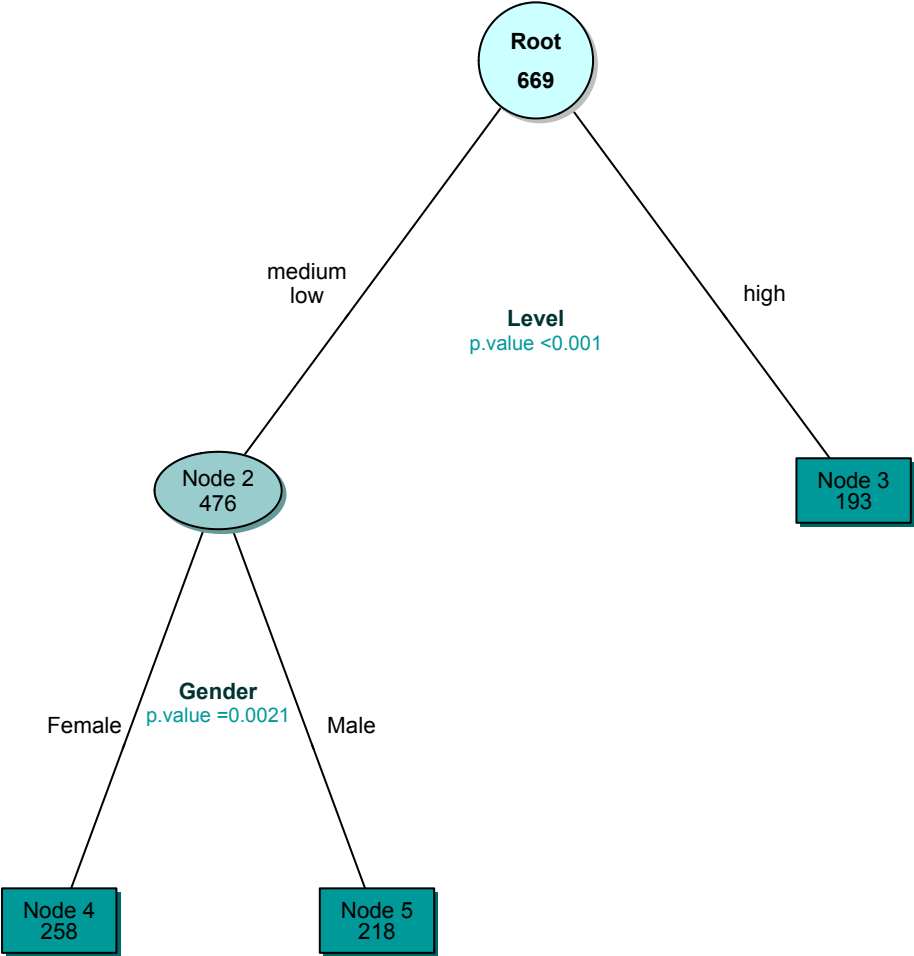 Root
669
medium
low
high
Level
p.value <0.001
Node 2
476
Node 3
193
Gender
p.value =0.0021
Female
Male
Node 4
258
Node 5
218